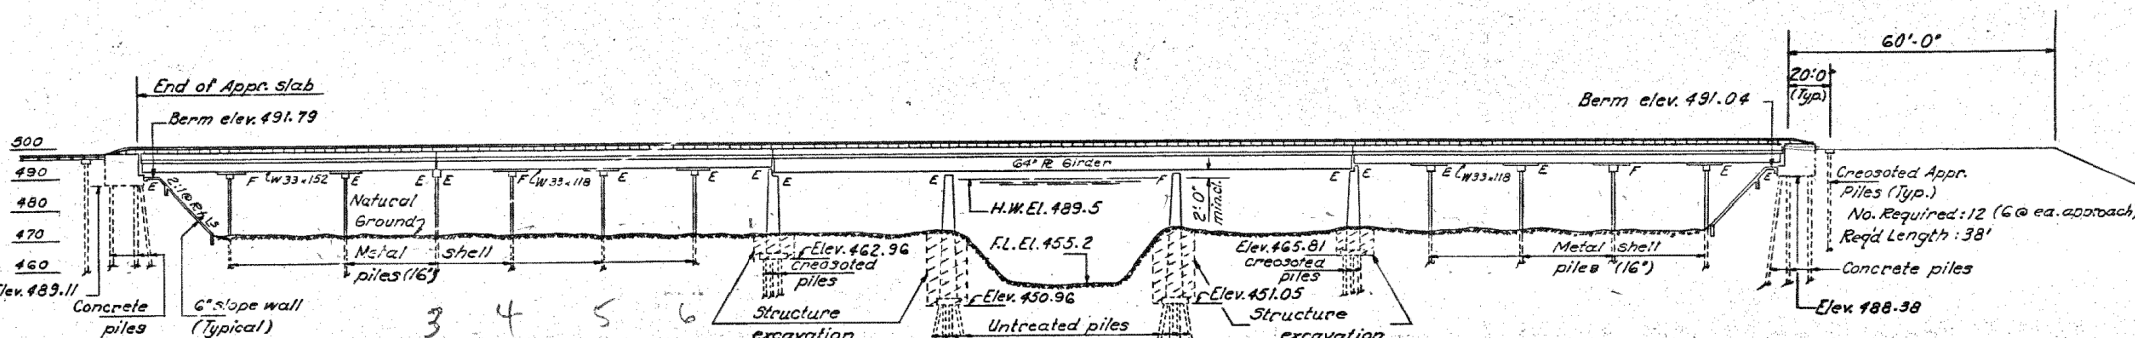 60'-0"
End of Appr. slab
20'0
(Typ.)
Berm elev. 491.79
Berm elev. 491.04
500
490
480
470
460
64" ℞ Girder
E
F
W33x152
E
E
F
W33x118
E
E
E
E
E
F
E
E
E
W33x118
E
F
E
E
2:1
Natural
Ground
H.W.El. 489.5
2'0"
min.cl.
Creosoted Appr.
Piles (Typ.)
No. Required: 12 (6 @ ea. approach)
Req'd Length: 38'
Metal shell
piles (16")
Elev. 462.96
creosoted
piles
F.L. El. 455.2
Elev. 465.81
creosoted
piles
Metal shell
piles (16")
Concrete piles
Elev. 489.11
Concrete
piles
6" slope wall
(Typical)
3 4 5 6
Structure
excavation
Elev. 450.96
Untreated piles
Elev. 451.05
Structure
excavation
Elev 488.38